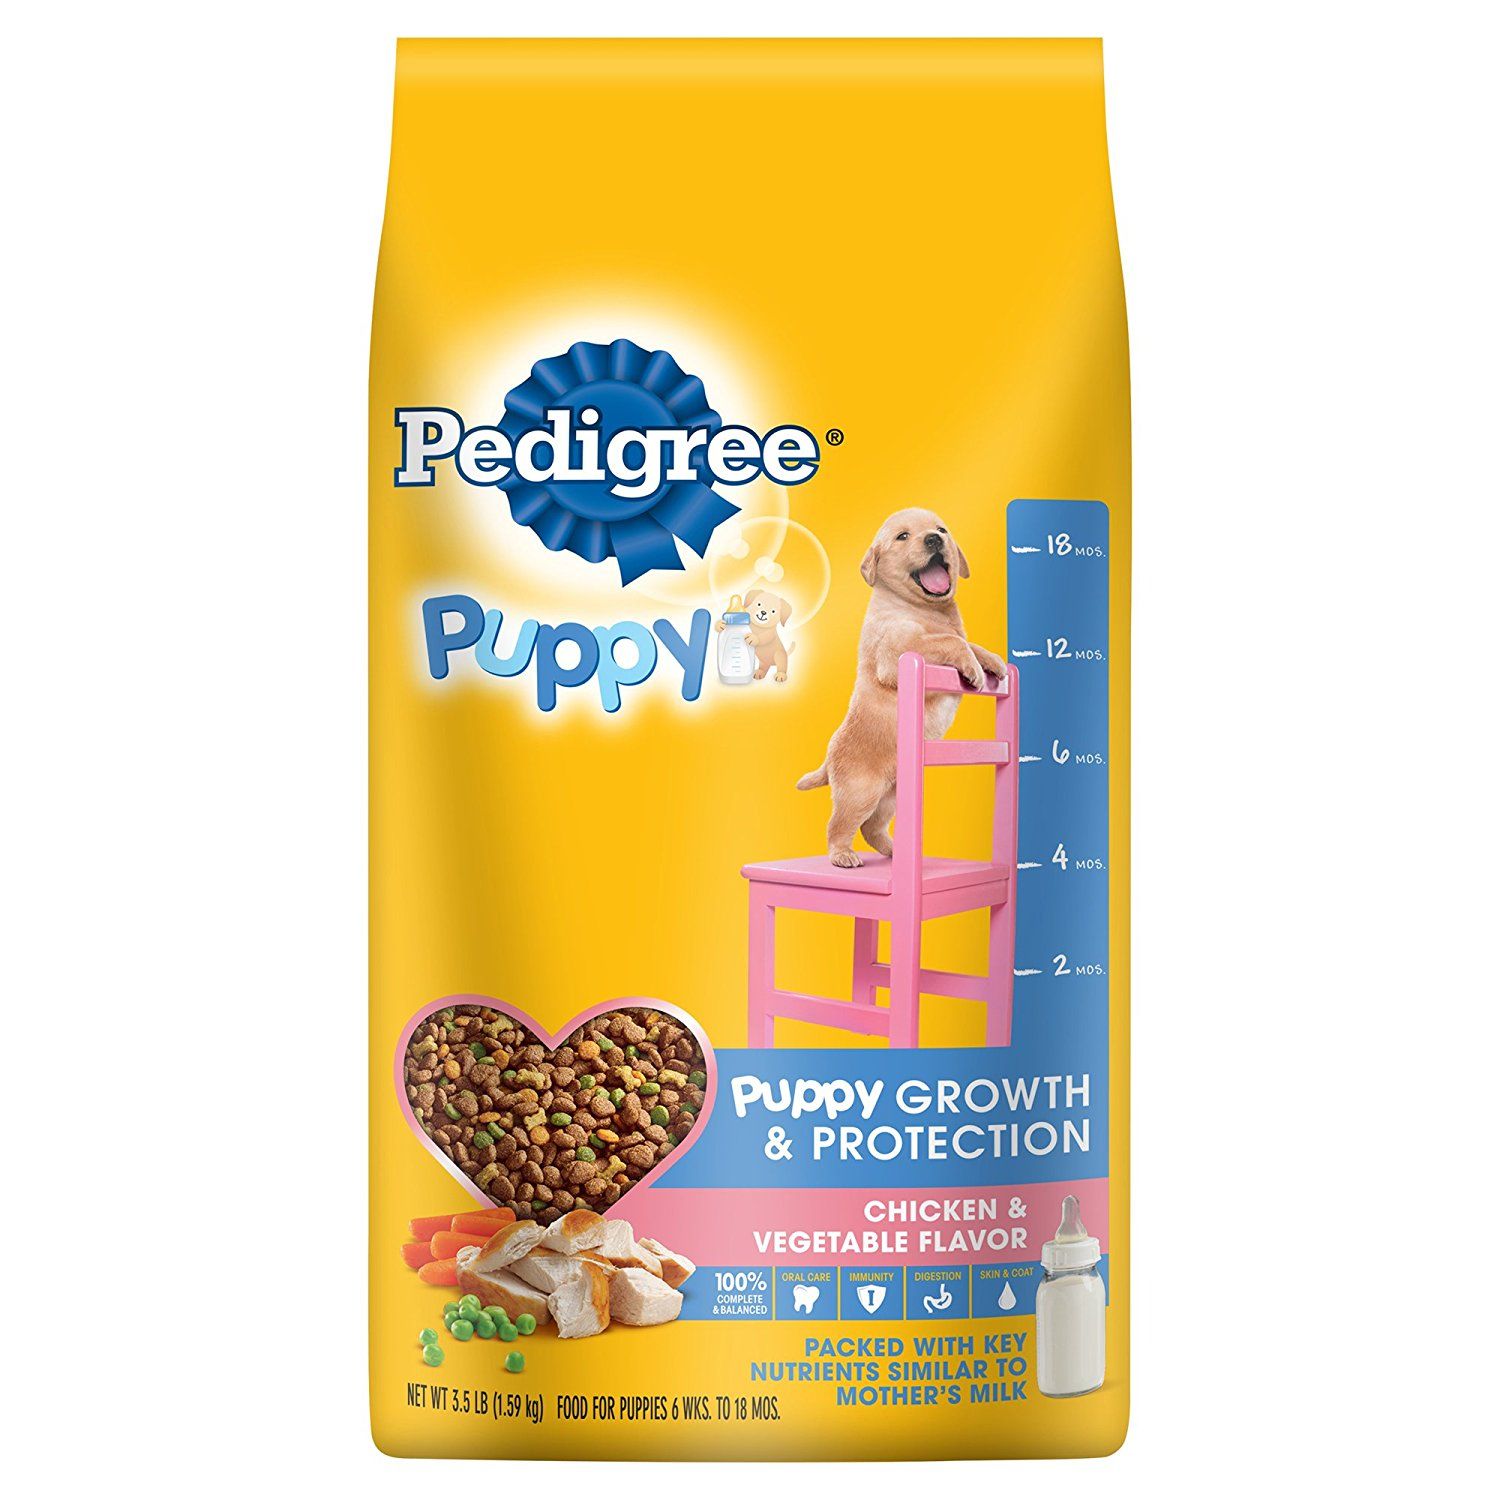 Pedigree®
Puppy
18 MOS.
12 MOS.
6 MOS.
4 MOS.
2 MOS.
Puppy GROWTH
& PROTECTION
CHICKEN &
VEGETABLE FLAVOR
100%
COMPLETE
& BALANCED
ORAL CARE
IMMUNITY
I
DIGESTION
SKIN & COAT
PACKED WITH KEY
NUTRIENTS SIMILAR TO
MOTHER'S MILK
NET WT 3.5 LB (1.59 kg) FOOD FOR PUPPIES 6 WKS. TO 18 MOS.